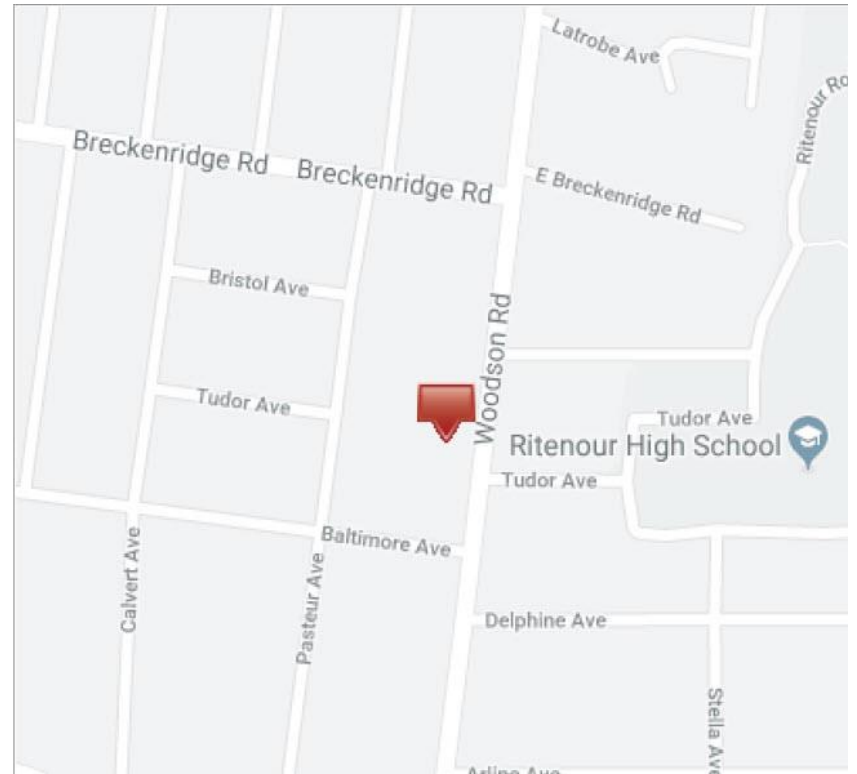 Latrobe Ave
Ritenour Ro
Breckenridge Rd
Breckenridge Rd
E Breckenridge Rd
Bristol Ave
Woodson Rd
Tudor Ave
Tudor Ave
Ritenour High School
Tudor Ave
Baltimore Ave
Calvert Ave
Pasteur Ave
Delphine Ave
Stella Av